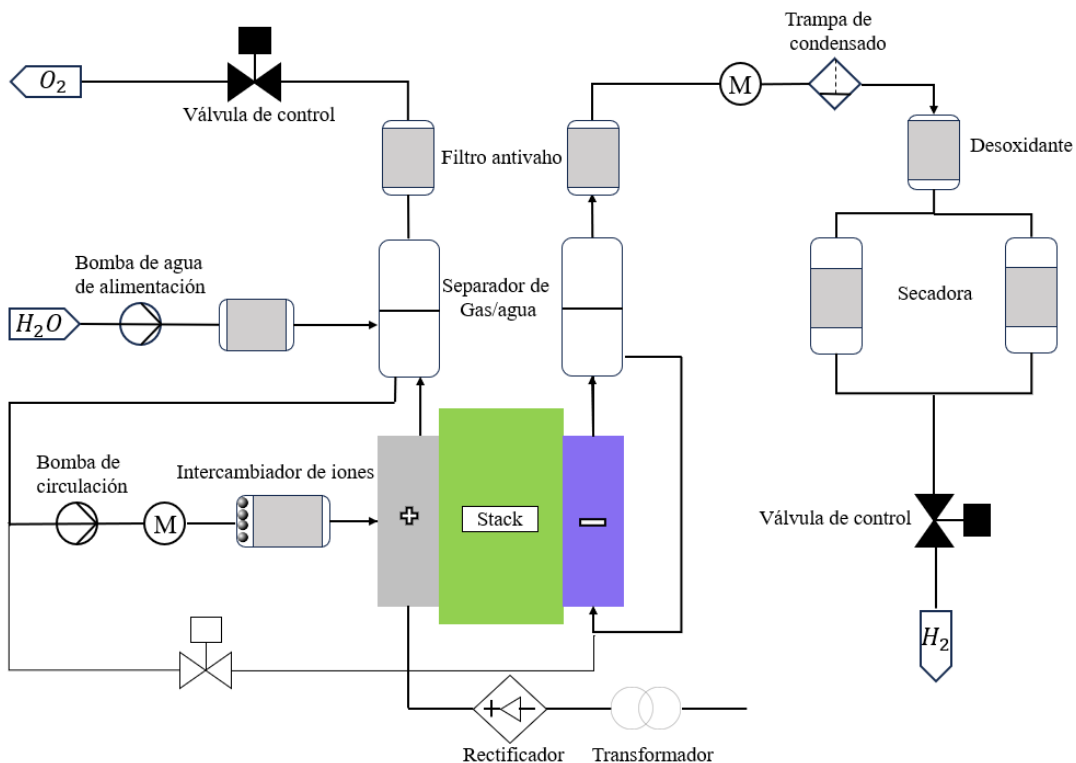 Trampa de
condensado
O₂
Válvula de control
M
Filtro antivaho
Desoxidante
Bomba de agua
de alimentación
H₂O
Separador de
Gas/agua
Secadora
Bomba de
circulación
M
Intercambiador de iones
+
Stack
−
Válvula de control
H₂
Rectificador
Transformador